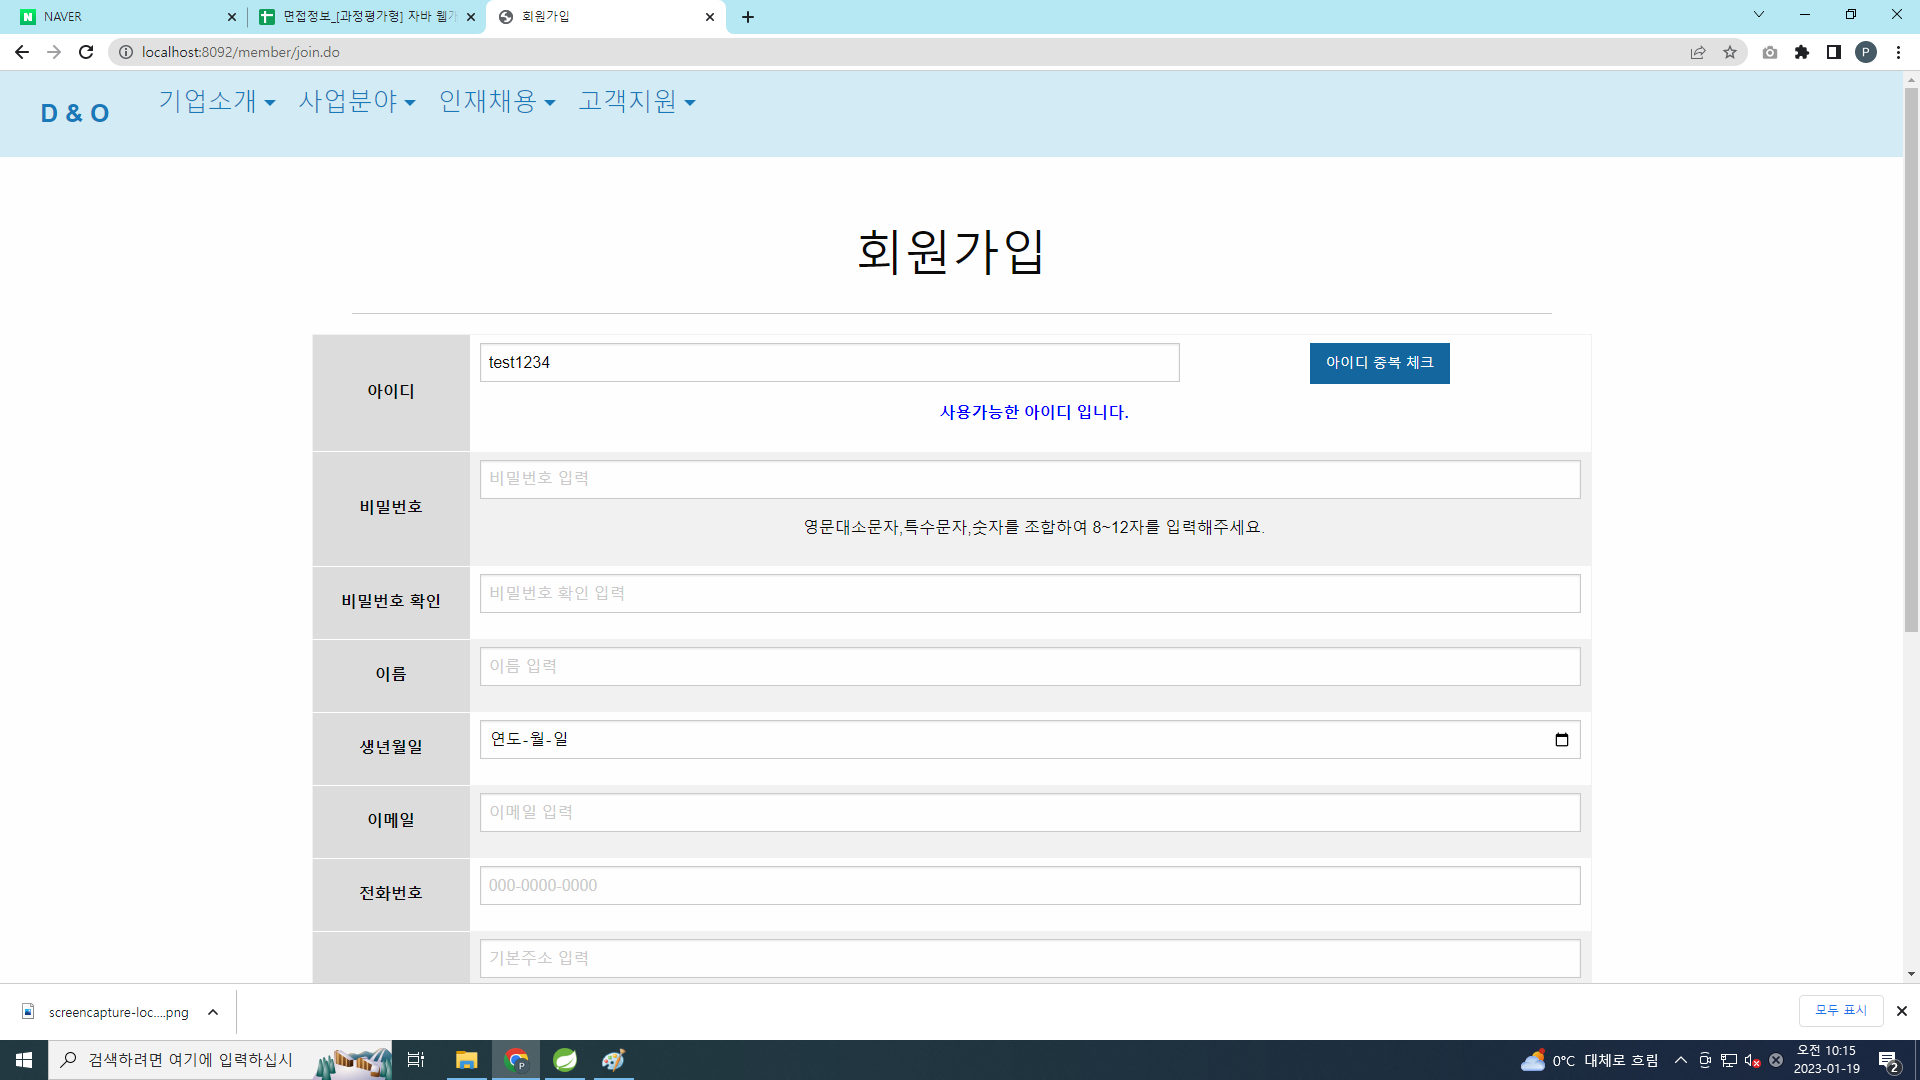 NAVER
면접정보_[과정평가형] 자바 웹
회원가입
localhost:8092/member/join.do
P
D & O
기업소개
사업분야
인재채용
고객지원
회원가입
아이디
test1234
아이디 중복 체크
사용가능한 아이디 입니다.
비밀번호
비밀번호 입력
영문대소문자,특수문자,숫자를 조합하여 8~12자를 입력해주세요.
비밀번호 확인
비밀번호 확인 입력
이름
이름 입력
생년월일
연도-월-일
이메일
이메일 입력
전화번호
000-0000-0000
기본주소 입력
screencapture-loc....png
모두 표시
검색하려면 여기에 입력하십시
0°C 대체로 흐림
오전 10:15
2023-01-19
2